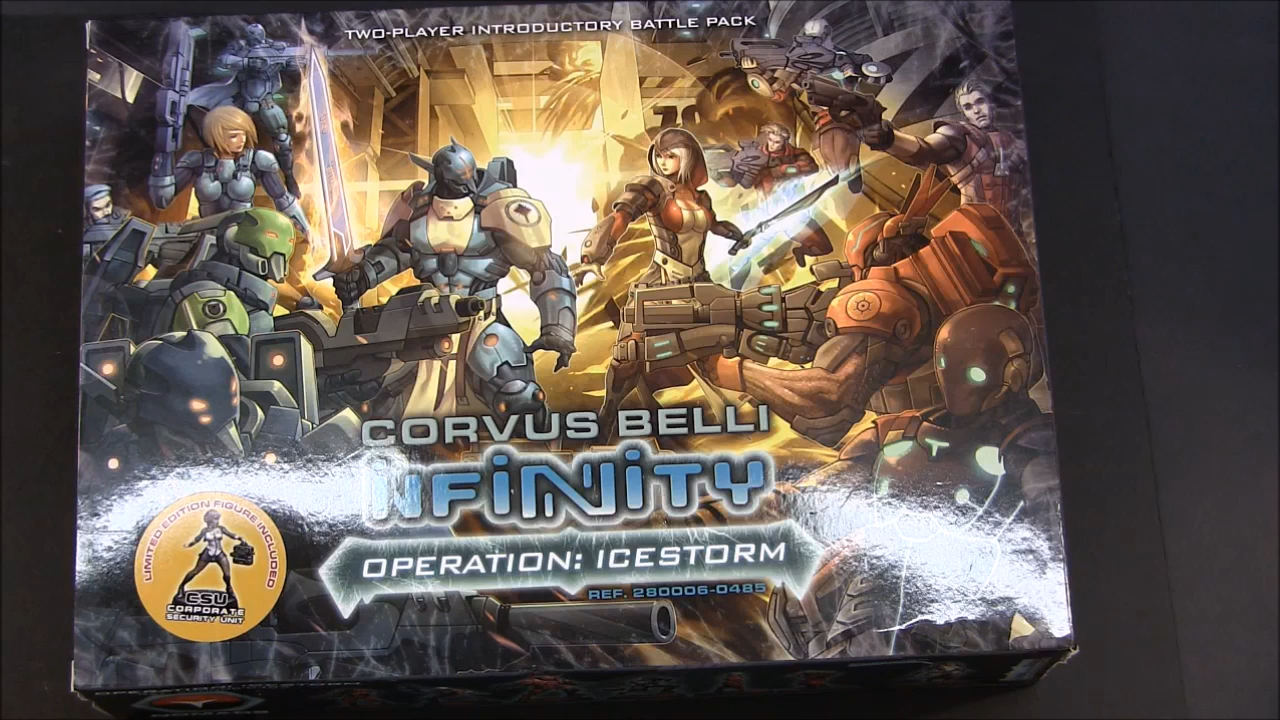 TWO-PLAYER INTRODUCTORY BATTLE PACK
CORVUS BELLI
INFINITY
OPERATION: ICESTORM
REF. 280006-0485
LIMITED EDITION FIGURE INCLUDED
CSU
CORPORATE
SECURITY UNIT
NOMADS